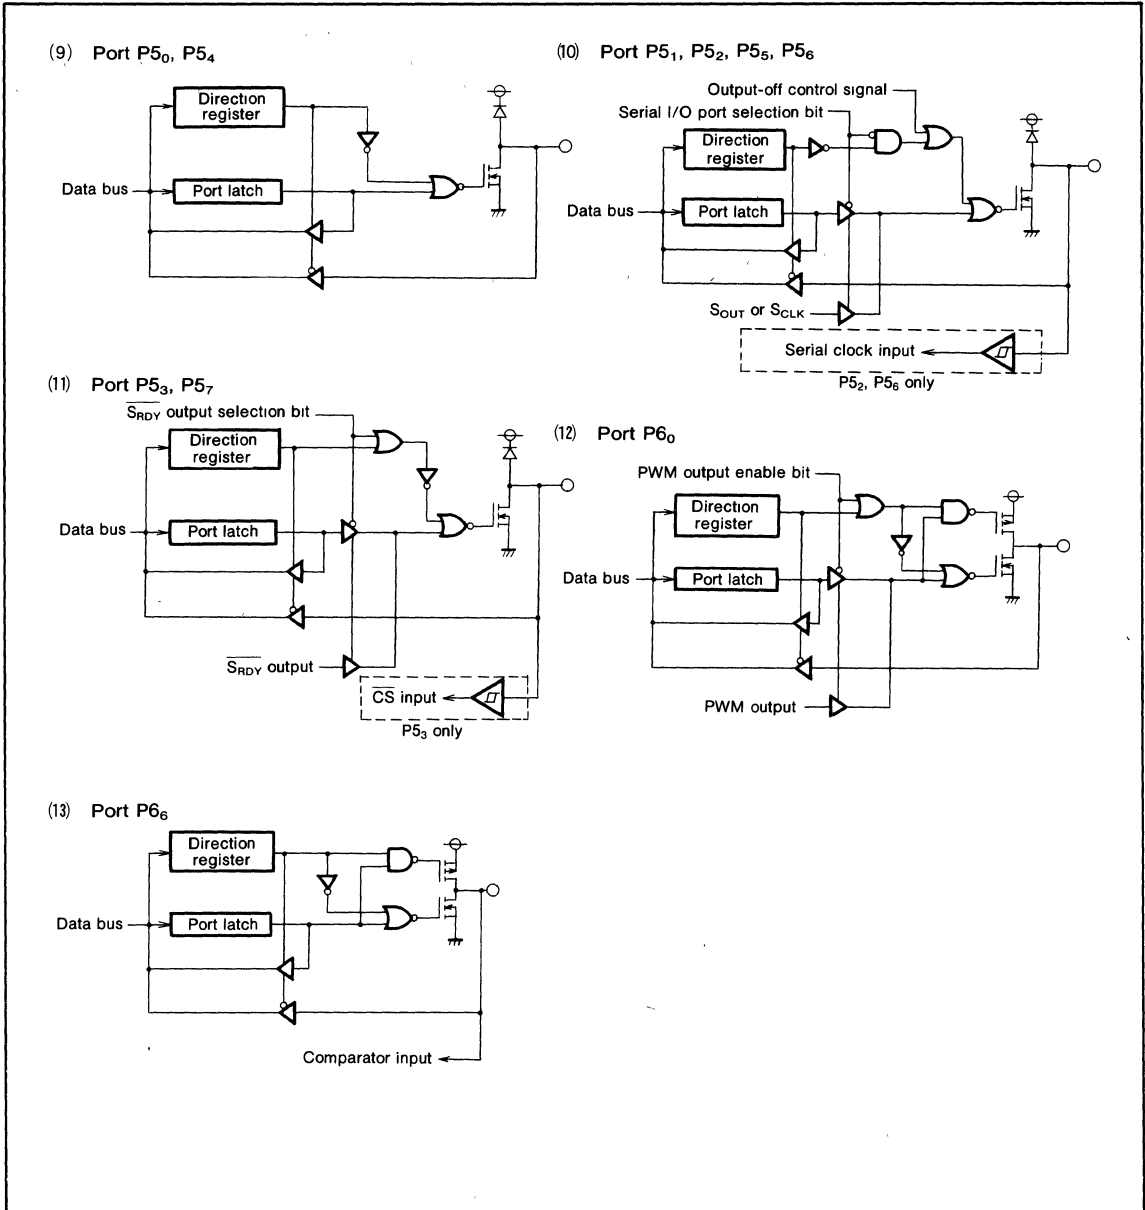 (9) Port P5₀, P5₄
Direction
register
Data bus
Port latch
(10) Port P5₁, P5₂, P5₅, P5₆
Output-off control signal
Serial I/O port selection bit
Direction
register
Data bus
Port latch
S_OUT or S_CLK
Serial clock input
P5₂, P5₆ only
(11) Port P5₃, P5₇
S̅_R̅D̅Y̅ output selection bit
Direction
register
Data bus
Port latch
S̅_R̅D̅Y̅ output
C̅S̅ input
P5₃ only
(12) Port P6₀
PWM output enable bit
Direction
register
Data bus
Port latch
PWM output
(13) Port P6₆
Direction
register
Data bus
Port latch
Comparator input